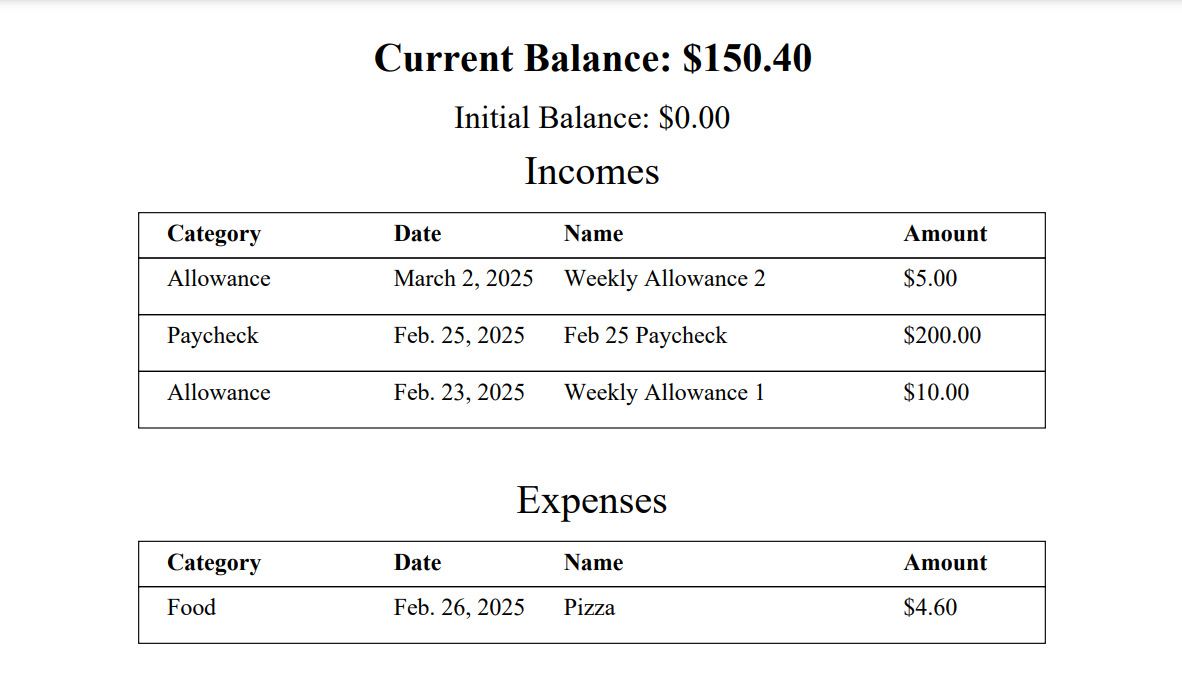 Current Balance: $150.40
Initial Balance: $0.00
Incomes
Category Date Name Amount
Allowance March 2, 2025 Weekly Allowance 2 $5.00
Paycheck Feb. 25, 2025 Feb 25 Paycheck $200.00
Allowance Feb. 23, 2025 Weekly Allowance 1 $10.00
Expenses
Category Date Name Amount
Food Feb. 26, 2025 Pizza $4.60